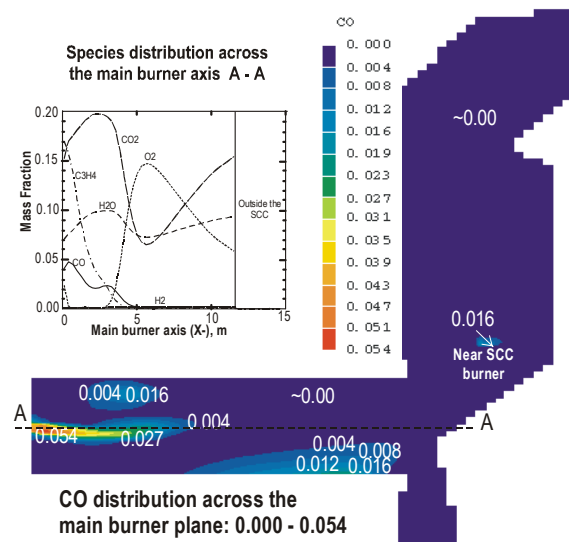 Species distribution across
the main burner axis A - A
0.20
0.15
0.10
0.05
0.00
Mass Fraction
CO2
O2
C3H4
H2O
CO
H2
Outside the
SCC
0
5
10
15
Main burner axis (X-), m
CO
0.000
0.004
0.008
0.012
0.016
0.019
0.023
0.027
0.031
0.035
0.039
0.043
0.047
0.051
0.054
~0.00
0.016
Near SCC
burner
0.004
0.016
~0.00
A
0.004
A
0.054
0.027
0.004
0.008
0.012
0.016
CO distribution across the
main burner plane: 0.000 - 0.054